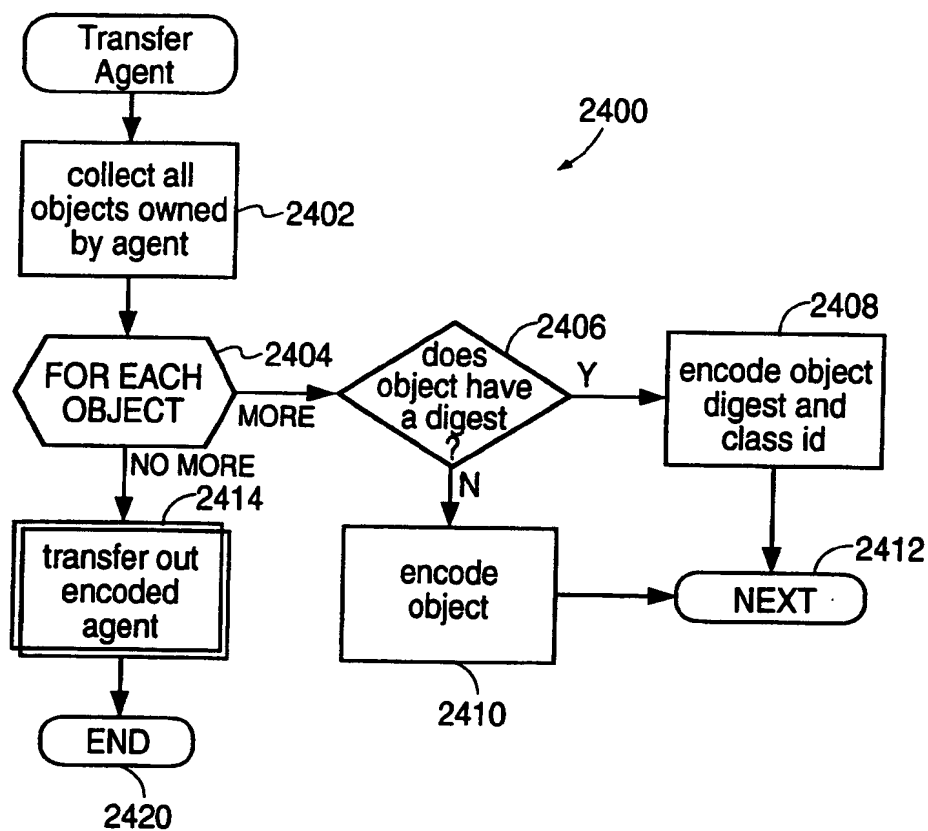 Transfer
Agent
2400
collect all
objects owned
by agent
2402
FOR EACH
OBJECT
2404
MORE
does
object have
a digest
?
2406
Y
encode object
digest and
class id
2408
NO MORE
N
2414
transfer out
encoded
agent
encode
object
2410
NEXT
2412
END
2420